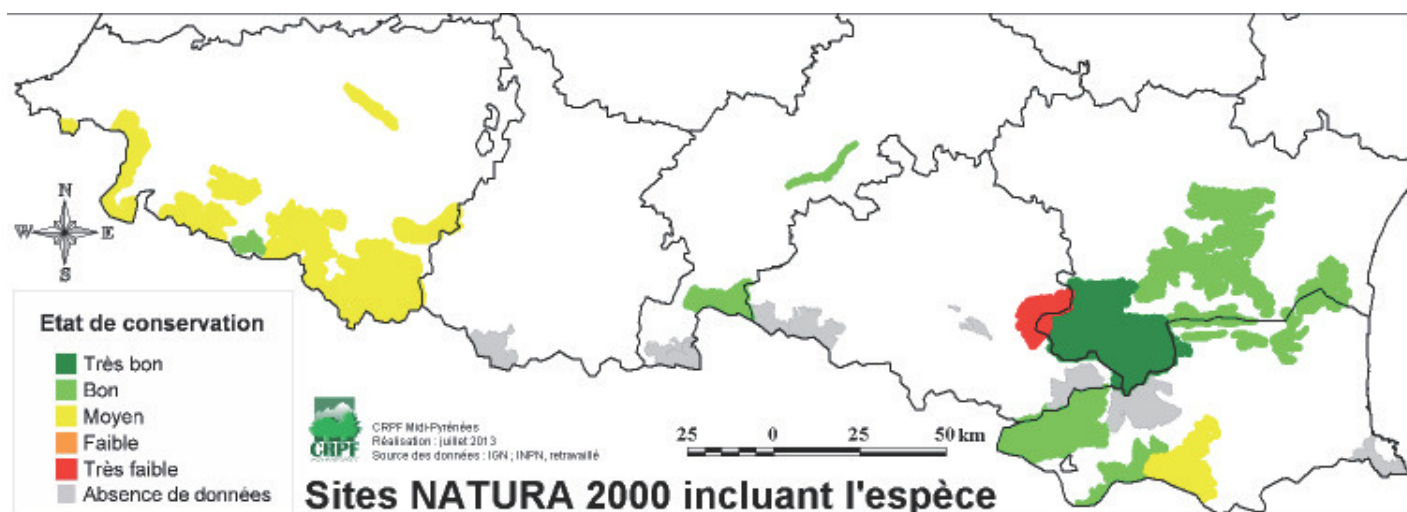 N
W E
S
Etat de conservation
Très bon
Bon
Moyen
Faible
Très faible
Absence de données
CRPF
CRPF Midi-Pyrénées
Réalisation : juillet 2013
Source des données : IGN ; INPN, retravaillé
25 0 25 50 km
Sites NATURA 2000 incluant l'espèce